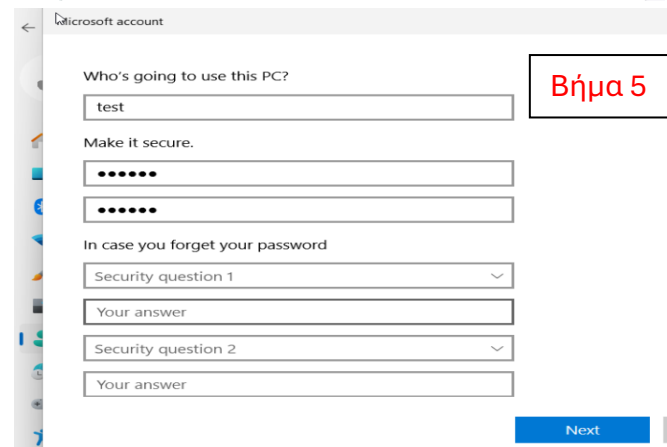 Microsoft account
Who's going to use this PC?
Βήμα 5
test
Make it secure.
••••••
••••••
In case you forget your password
Security question 1
Your answer
Security question 2
Your answer
Next